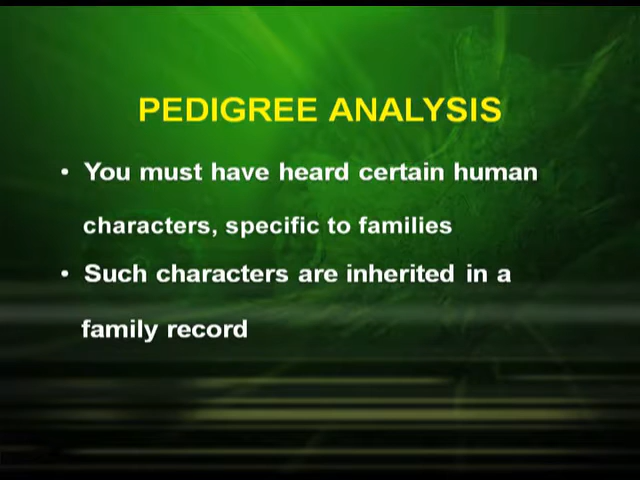 PEDIGREE ANALYSIS
• You must have heard certain human
characters, specific to families
• Such characters are inherited in a
family record